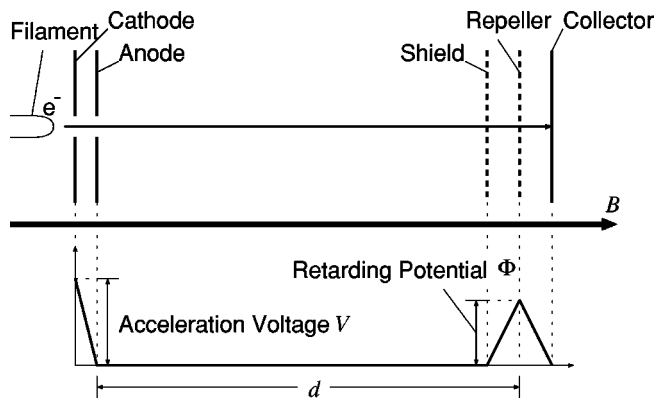 Filament
Cathode
Anode
Shield
Repeller
Collector
e-
B
Retarding Potential Φ
Acceleration Voltage V
d